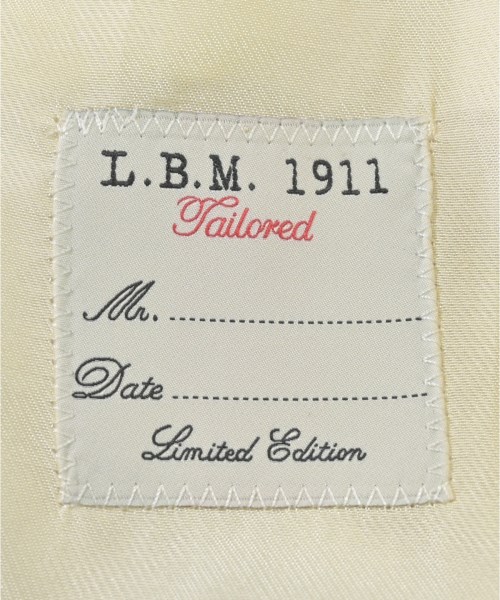 L.B.M. 1911
Tailored
Mr. ........................................
Date ........................................
Limited Edition